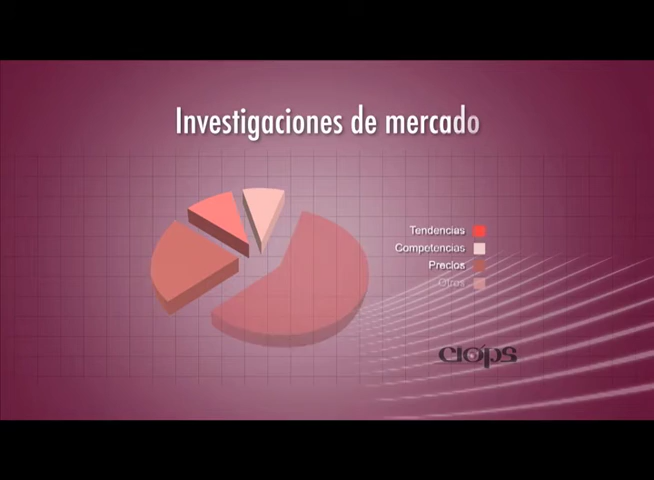 Investigaciones de mercado
Tendencias
Competencias
Precios
Otros
ciops